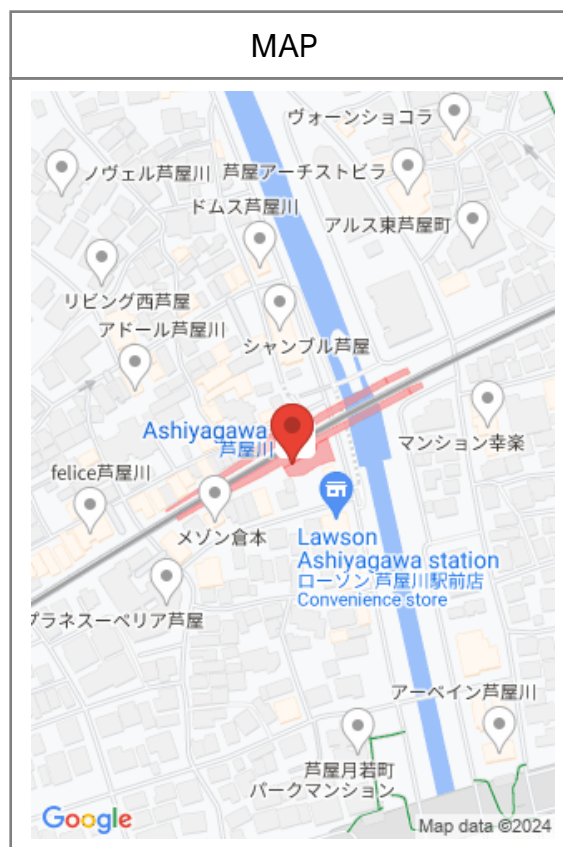 MAP
ヴォーンショコラ
ノヴェル芦屋川
芦屋アーチストビラ
ドムス芦屋川
アルス東芦屋町
リビング西芦屋
アドール芦屋川
シャンブル芦屋
Ashiyagawa
芦屋川
マンション幸楽
felice芦屋川
メゾン倉本
Lawson
Ashiyagawa station
ローソン 芦屋川駅前店
Convenience store
プラネスーペリア芦屋
アーベイン芦屋川
芦屋月若町
パークマンション
Google
Map data ©2024